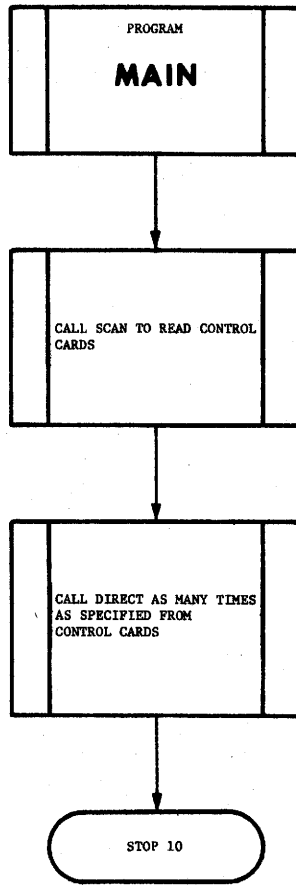 PROGRAM
MAIN
CALL SCAN TO READ CONTROL
CARDS
CALL DIRECT AS MANY TIMES
AS SPECIFIED FROM
CONTROL CARDS
STOP 10